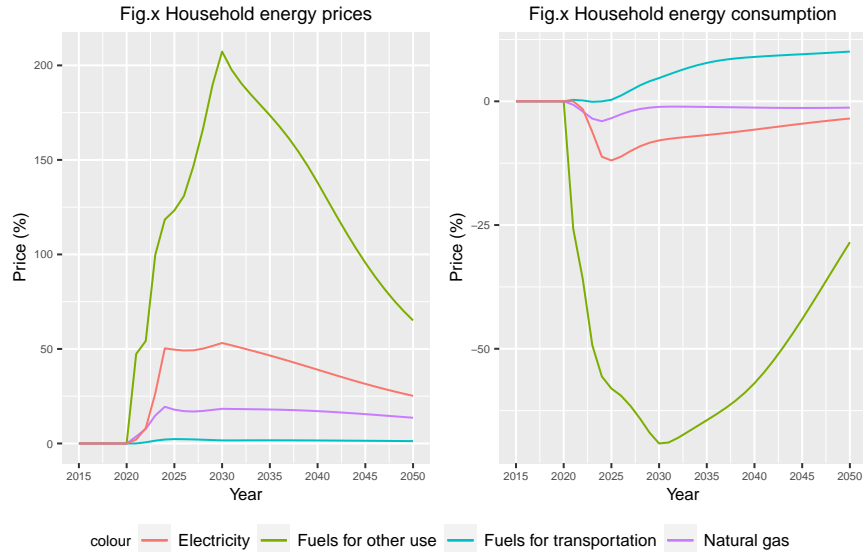 Fig.x Household energy prices
Price (%)
200
150
100
50
0
2015 2020 2025 2030 2035 2040 2045 2050
Year
Fig.x Household energy consumption
Price (%)
0
−25
−50
2015 2020 2025 2030 2035 2040 2045 2050
Year
colour Electricity Fuels for other use Fuels for transportation Natural gas